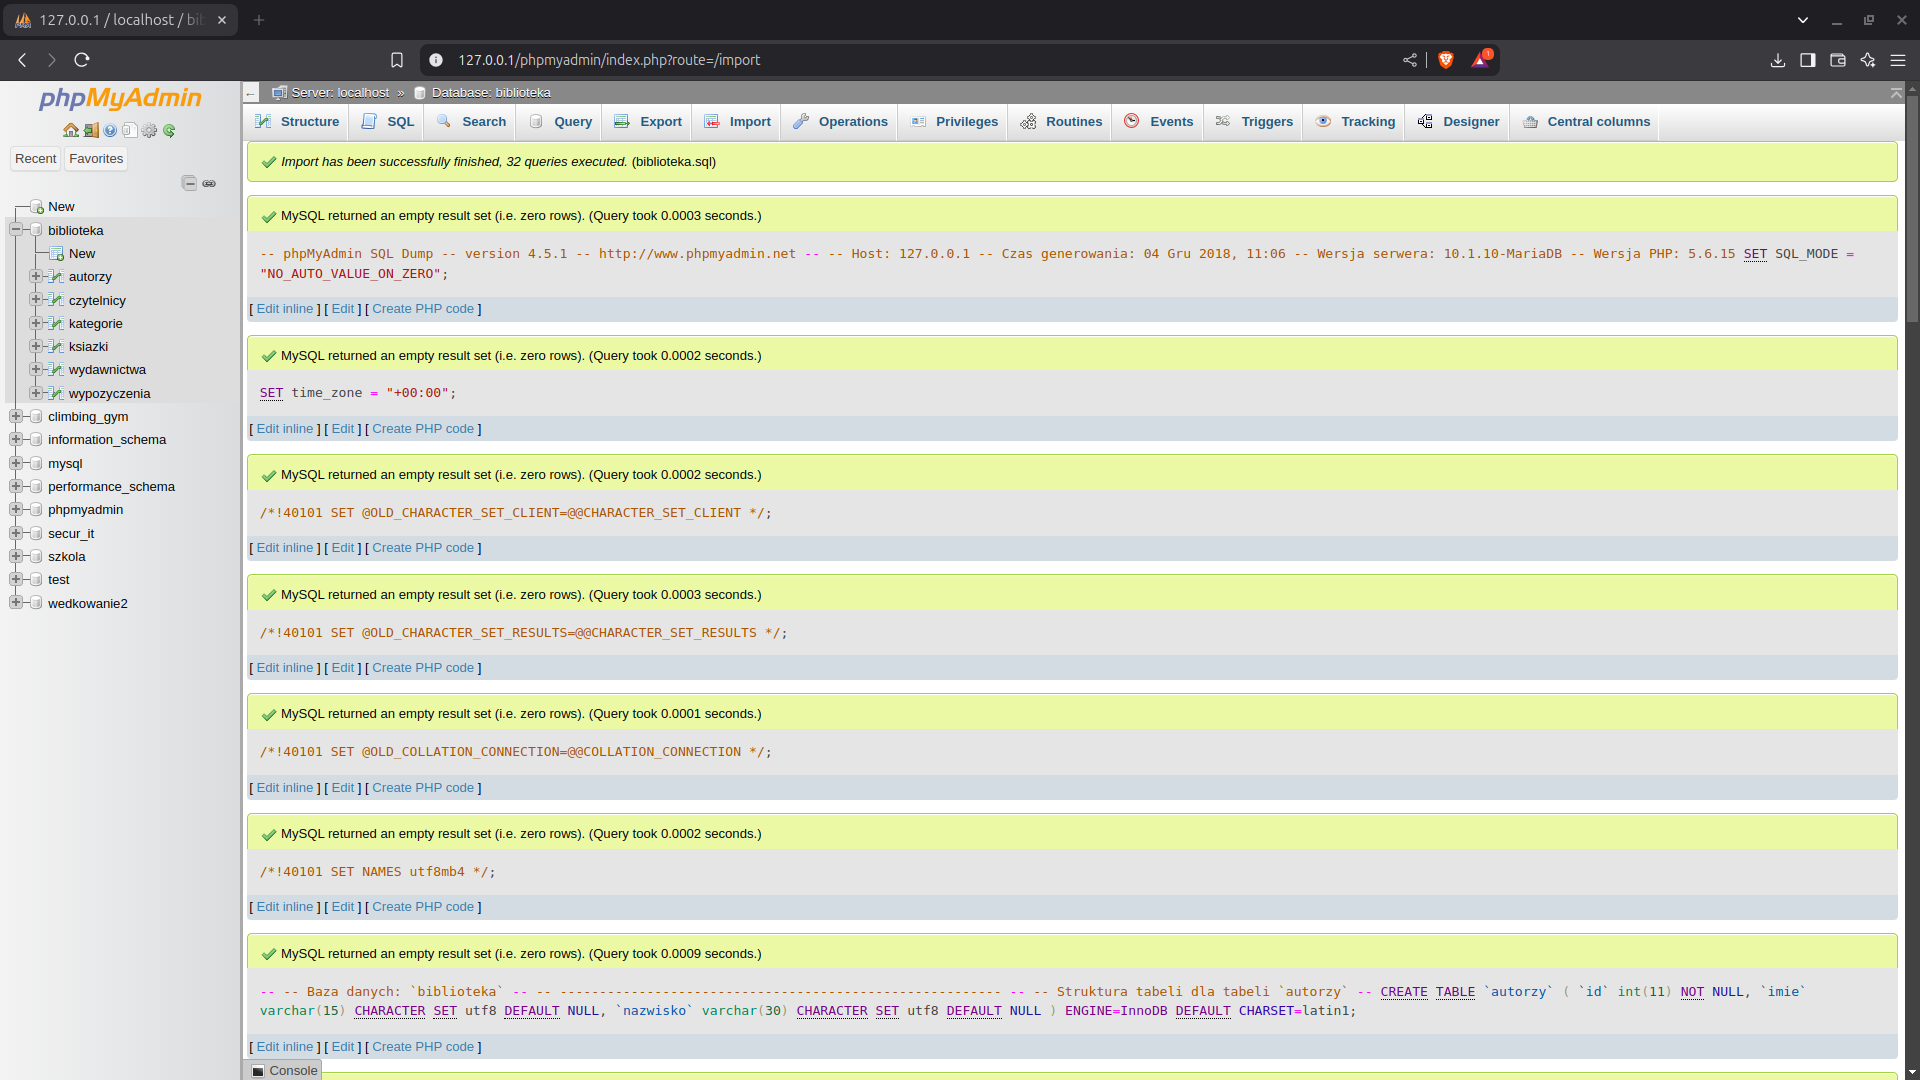 127.0.0.1 / localhost / bib
127.0.0.1/phpmyadmin/index.php?route=/import
1
phpMyAdmin
Recent
Favorites
New
biblioteka
New
autorzy
czytelnicy
kategorie
ksiazki
wydawnictwa
wypozyczenia
climbing_gym
information_schema
mysql
performance_schema
phpmyadmin
secur_it
szkola
test
wedkowanie2
Server: localhost » Database: biblioteka
Structure SQL Search Query Export Import Operations Privileges Routines Events Triggers Tracking Designer Central columns
Import has been successfully finished, 32 queries executed. (biblioteka.sql)
MySQL returned an empty result set (i.e. zero rows). (Query took 0.0003 seconds.)
-- phpMyAdmin SQL Dump -- version 4.5.1 -- http://www.phpmyadmin.net -- -- Host: 127.0.0.1 -- Czas generowania: 04 Gru 2018, 11:06 -- Wersja serwera: 10.1.10-MariaDB -- Wersja PHP: 5.6.15 SET SQL_MODE =
"NO_AUTO_VALUE_ON_ZERO";
[ Edit inline ] [ Edit ] [ Create PHP code ]
MySQL returned an empty result set (i.e. zero rows). (Query took 0.0002 seconds.)
SET time_zone = "+00:00";
[ Edit inline ] [ Edit ] [ Create PHP code ]
MySQL returned an empty result set (i.e. zero rows). (Query took 0.0002 seconds.)
/*!40101 SET @OLD_CHARACTER_SET_CLIENT=@@CHARACTER_SET_CLIENT */;
[ Edit inline ] [ Edit ] [ Create PHP code ]
MySQL returned an empty result set (i.e. zero rows). (Query took 0.0003 seconds.)
/*!40101 SET @OLD_CHARACTER_SET_RESULTS=@@CHARACTER_SET_RESULTS */;
[ Edit inline ] [ Edit ] [ Create PHP code ]
MySQL returned an empty result set (i.e. zero rows). (Query took 0.0001 seconds.)
/*!40101 SET @OLD_COLLATION_CONNECTION=@@COLLATION_CONNECTION */;
[ Edit inline ] [ Edit ] [ Create PHP code ]
MySQL returned an empty result set (i.e. zero rows). (Query took 0.0002 seconds.)
/*!40101 SET NAMES utf8mb4 */;
[ Edit inline ] [ Edit ] [ Create PHP code ]
MySQL returned an empty result set (i.e. zero rows). (Query took 0.0009 seconds.)
-- -- Baza danych: `biblioteka` -- -- -------------------------------------------------------- -- -- Struktura tabeli dla tabeli `autorzy` -- CREATE TABLE `autorzy` ( `id` int(11) NOT NULL, `imie`
varchar(15) CHARACTER SET utf8 DEFAULT NULL, `nazwisko` varchar(30) CHARACTER SET utf8 DEFAULT NULL ) ENGINE=InnoDB DEFAULT CHARSET=latin1;
[ Edit inline ] [ Edit ] [ Create PHP code ]
Console